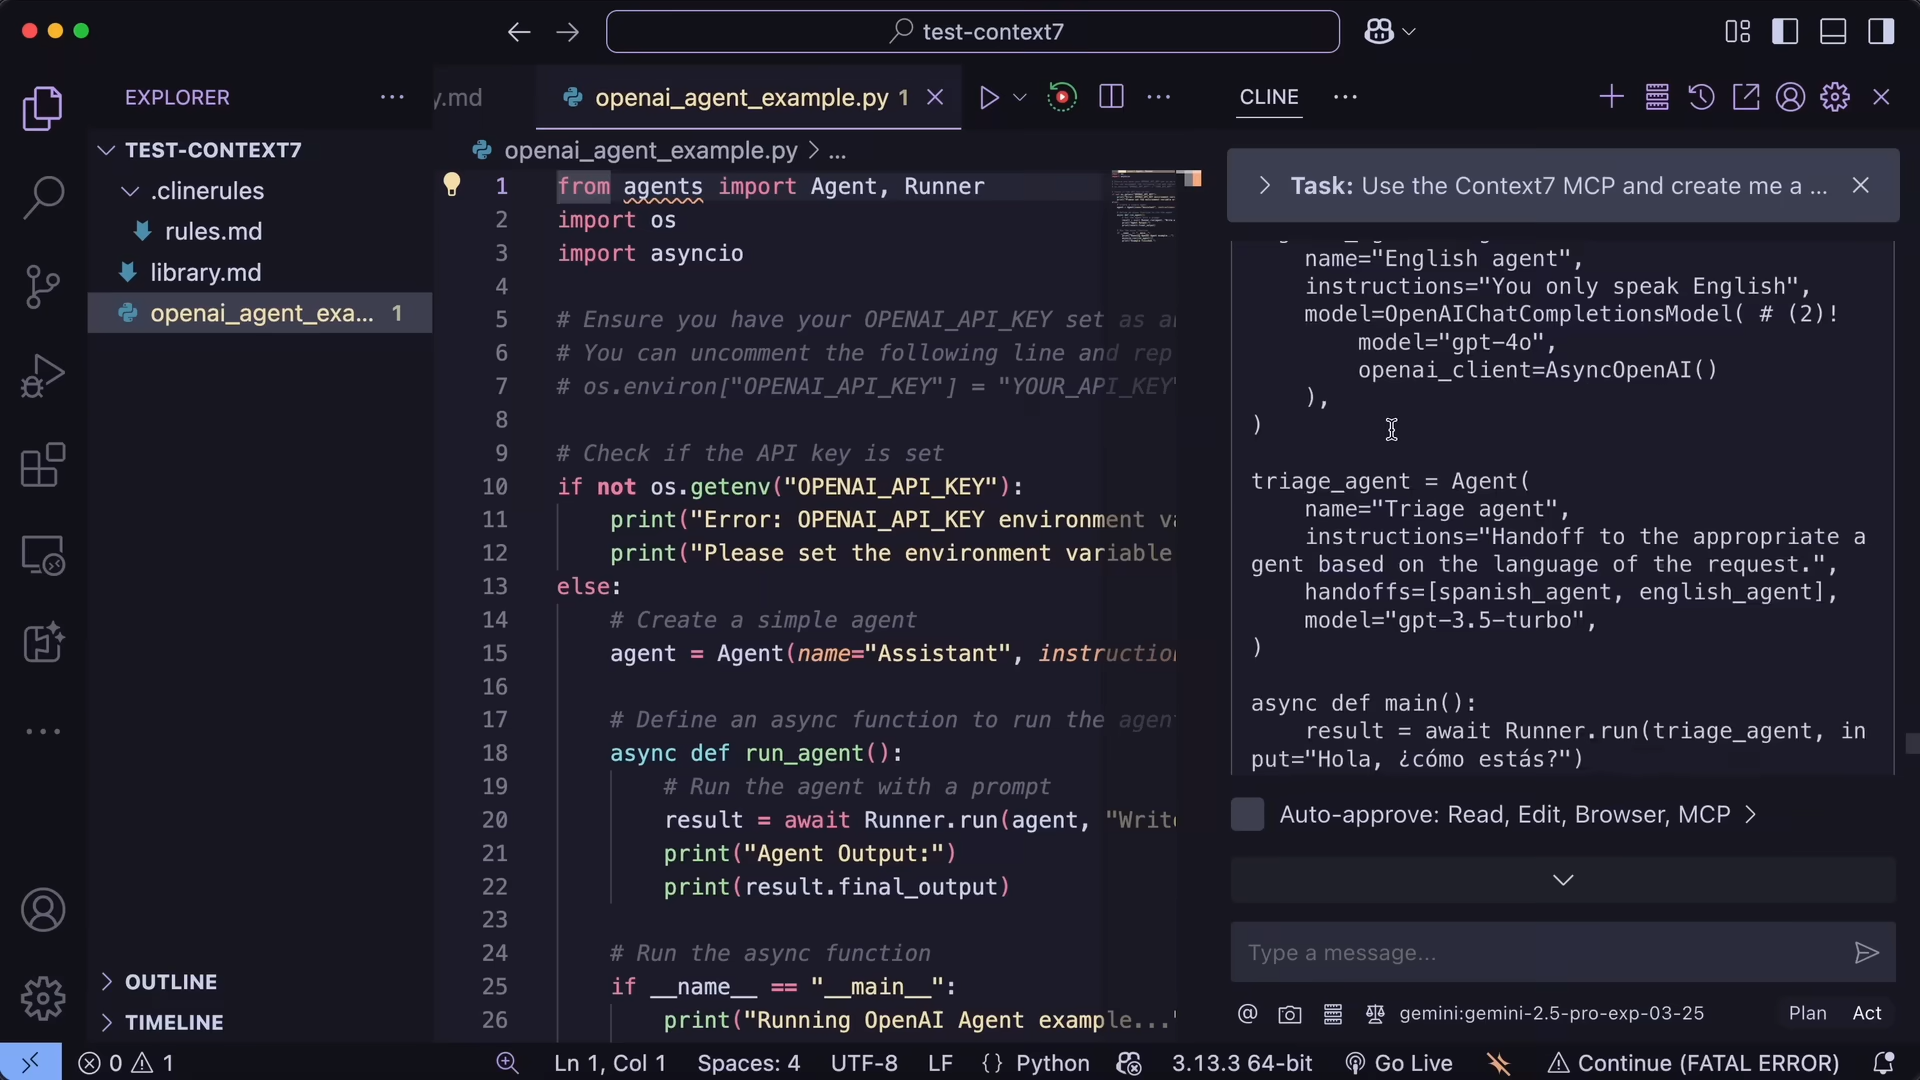 test-context7
EXPLORER
TEST-CONTEXT7
.clinerules
rules.md
library.md
openai_agent_exa... 1
OUTLINE
TIMELINE
y.md
openai_agent_example.py 1
openai_agent_example.py > ...
1 from agents import Agent, Runner
2 import os
3 import asyncio
4
5 # Ensure you have your OPENAI_API_KEY set as a
6 # You can uncomment the following line and rep
7 # os.environ["OPENAI_API_KEY"] = "YOUR_API_KEY"
8
9 # Check if the API key is set
10 if not os.getenv("OPENAI_API_KEY"):
11 print("Error: OPENAI_API_KEY environment va
12 print("Please set the environment variable
13 else:
14 # Create a simple agent
15 agent = Agent(name="Assistant", instruction
16
17 # Define an async function to run the agent
18 async def run_agent():
19 # Run the agent with a prompt
20 result = await Runner.run(agent, "Write
21 print("Agent Output:")
22 print(result.final_output)
23
24 # Run the async function
25 if __name__ == "__main__":
26 print("Running OpenAI Agent example..."
CLINE
Task: Use the Context7 MCP and create me a ...
name="English agent",
instructions="You only speak English",
model=OpenAIChatCompletionsModel( # (2)!
model="gpt-4o",
openai_client=AsyncOpenAI()
),
)
triage_agent = Agent(
name="Triage agent",
instructions="Handoff to the appropriate a
gent based on the language of the request.",
handoffs=[spanish_agent, english_agent],
model="gpt-3.5-turbo",
)
async def main():
result = await Runner.run(triage_agent, in
put="Hola, ¿cómo estás?")
Auto-approve: Read, Edit, Browser, MCP >
Type a message...
@ gemini:gemini-2.5-pro-exp-03-25 Plan Act
0 1 Ln 1, Col 1 Spaces: 4 UTF-8 LF {} Python 3.13.3 64-bit Go Live Continue (FATAL ERROR)